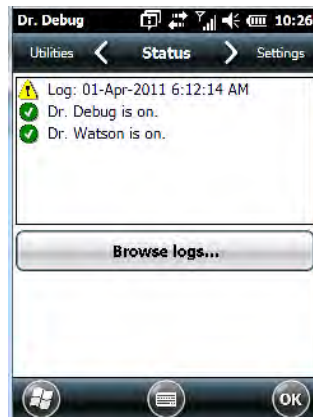 Dr. Debug 10:26
Utilities Status Settings
Log: 01-Apr-2011 6:12:14 AM
Dr. Debug is on.
Dr. Watson is on.
Browse logs...
OK